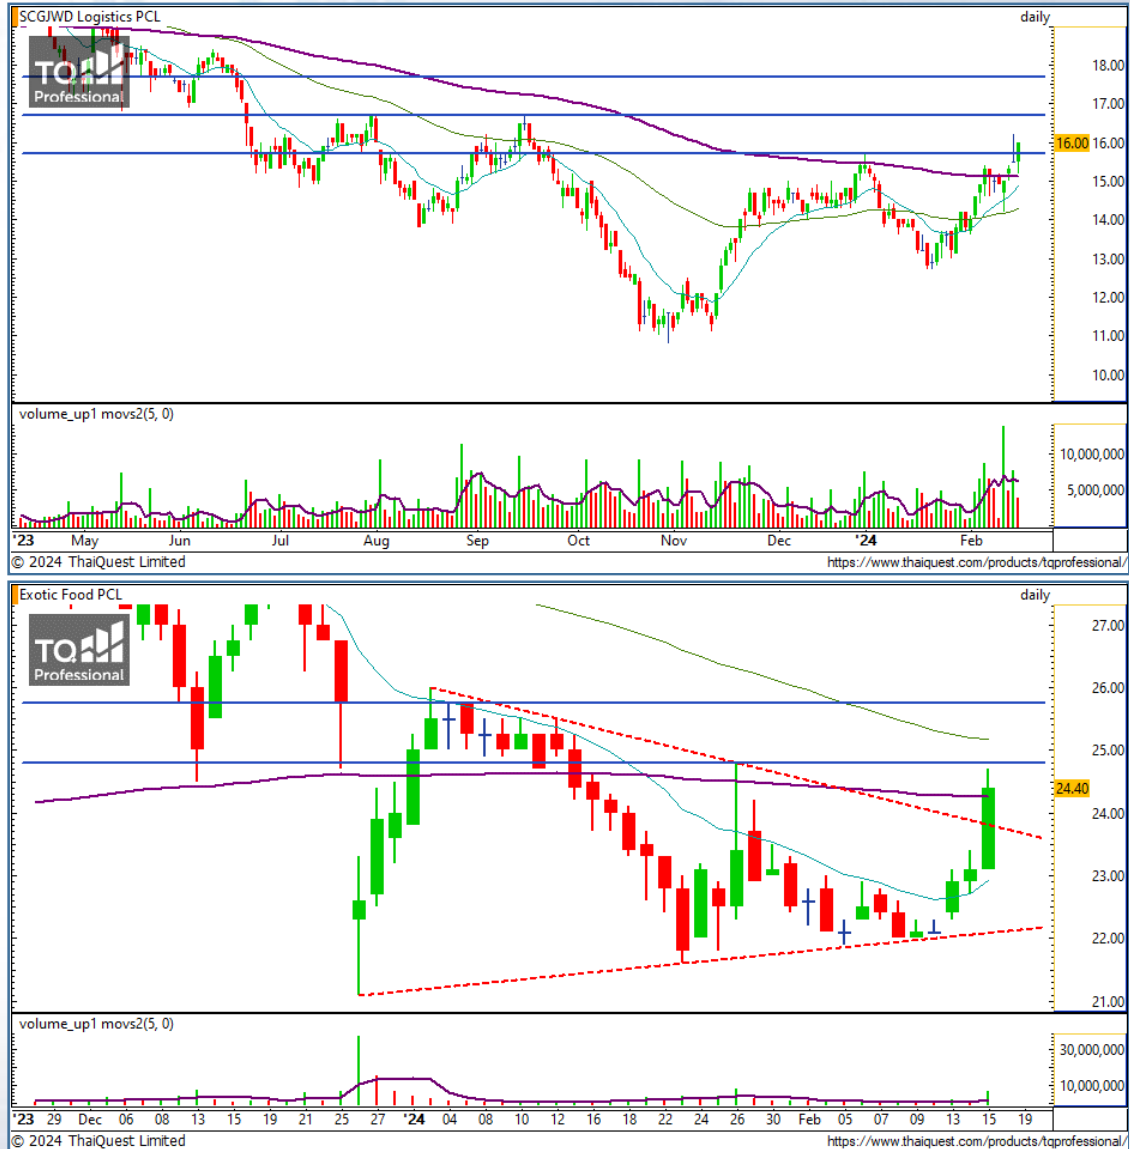 SCGJWD Logistics PCL daily
TQ
Professional
18.00
17.00
16.00
16.00
15.00
14.00
13.00
12.00
11.00
10.00
volume_up1 movs2(5, 0)
10,000,000
5,000,000
'23 May Jun Jul Aug Sep Oct Nov Dec '24 Feb
© 2024 ThaiQuest Limited https://www.thaiquest.com/products/tqprofessional/
Exotic Food PCL daily
TQ
Professional
27.00
26.00
25.00
24.40
24.00
23.00
22.00
21.00
volume_up1 movs2(5, 0)
30,000,000
10,000,000
'23 29 Dec 06 08 13 15 19 21 25 27 '24 04 08 10 12 16 18 22 24 26 30 Feb 05 07 09 13 15 19
© 2024 ThaiQuest Limited https://www.thaiquest.com/products/tqprofessional/